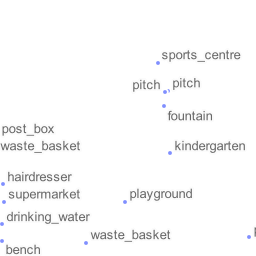 sports_centre
pitch
pitch
fountain
post_box
waste_basket
kindergarten
hairdresser
supermarket
playground
drinking_water
waste_basket
bench